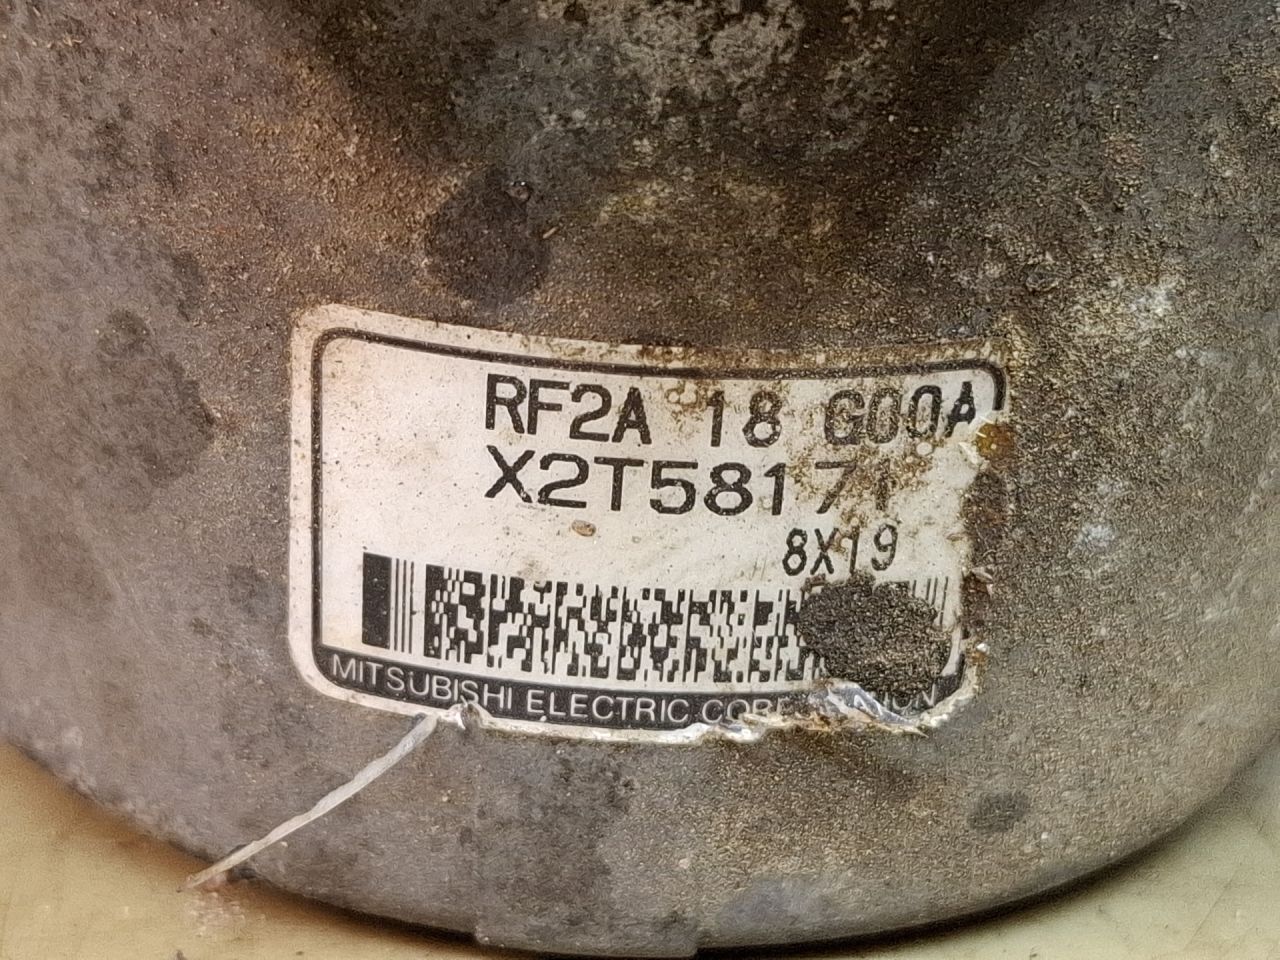 RF2A 18 G00A
X2T58171
8X19
MITSUBISHI ELECTRIC